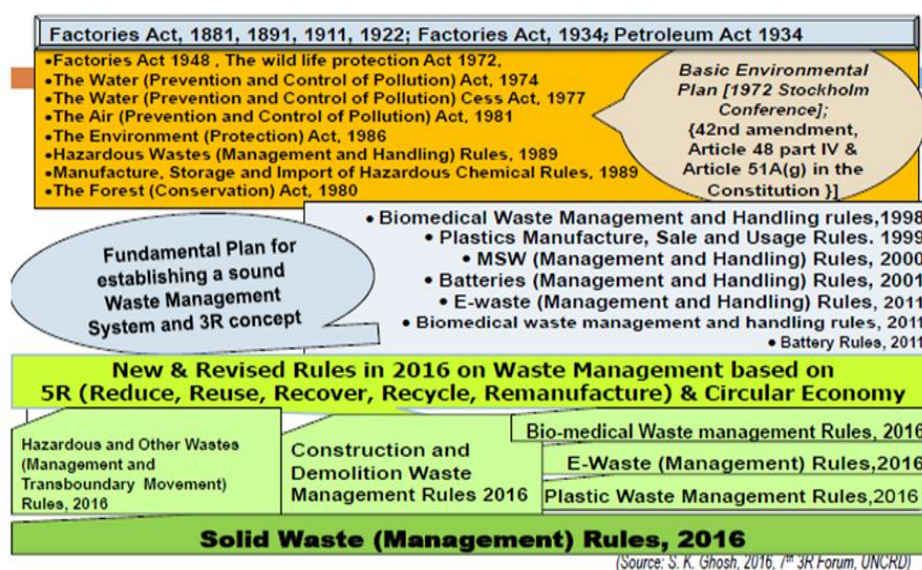 Factories Act, 1881, 1891, 1911, 1922; Factories Act, 1934; Petroleum Act 1934
•Factories Act 1948 , The wild life protection Act 1972,
•The Water (Prevention and Control of Pollution) Act, 1974
•The Water (Prevention and Control of Pollution) Cess Act, 1977
•The Air (Prevention and Control of Pollution) Act, 1981
•The Environment (Protection) Act, 1986
•Hazardous Wastes (Management and Handling) Rules, 1989
•Manufacture, Storage and Import of Hazardous Chemical Rules, 1989
•The Forest (Conservation) Act, 1980
Basic Environmental
Plan [1972 Stockholm
Conference];
{42nd amendment,
Article 48 part IV &
Article 51A(g) in the
Constitution }]
Fundamental Plan for
establishing a sound
Waste Management
System and 3R concept
• Biomedical Waste Management and Handling rules,1998
• Plastics Manufacture, Sale and Usage Rules. 1999
• MSW (Management and Handling) Rules, 2000
• Batteries (Management and Handling) Rules, 2001
• E-waste (Management and Handling) Rules, 2011
• Biomedical waste management and handling rules, 2011
• Battery Rules, 2011
New & Revised Rules in 2016 on Waste Management based on
5R (Reduce, Reuse, Recover, Recycle, Remanufacture) & Circular Economy
Hazardous and Other Wastes
(Management and
Transboundary Movement)
Rules, 2016
Construction and
Demolition Waste
Management Rules 2016
Bio-medical Waste management Rules, 2016
E-Waste (Management) Rules,2016
Plastic Waste Management Rules,2016
Solid Waste (Management) Rules, 2016
(Source: S. K. Ghosh, 2016, 7th 3R Forum, UNCRD)